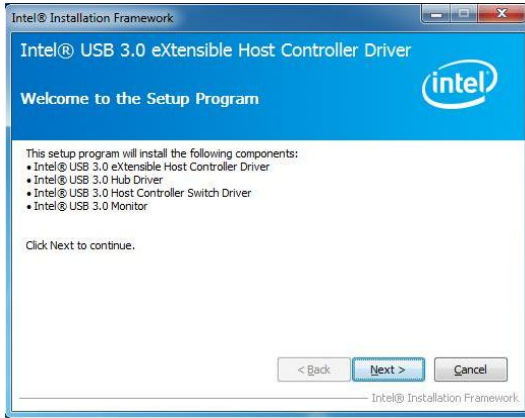 Intel® Installation Framework
Intel® USB 3.0 eXtensible Host Controller Driver
Welcome to the Setup Program
intel
This setup program will install the following components:
• Intel® USB 3.0 eXtensible Host Controller Driver
• Intel® USB 3.0 Hub Driver
• Intel® USB 3.0 Host Controller Switch Driver
• Intel® USB 3.0 Monitor
Click Next to continue.
< Back Next > Cancel
Intel® Installation Framework